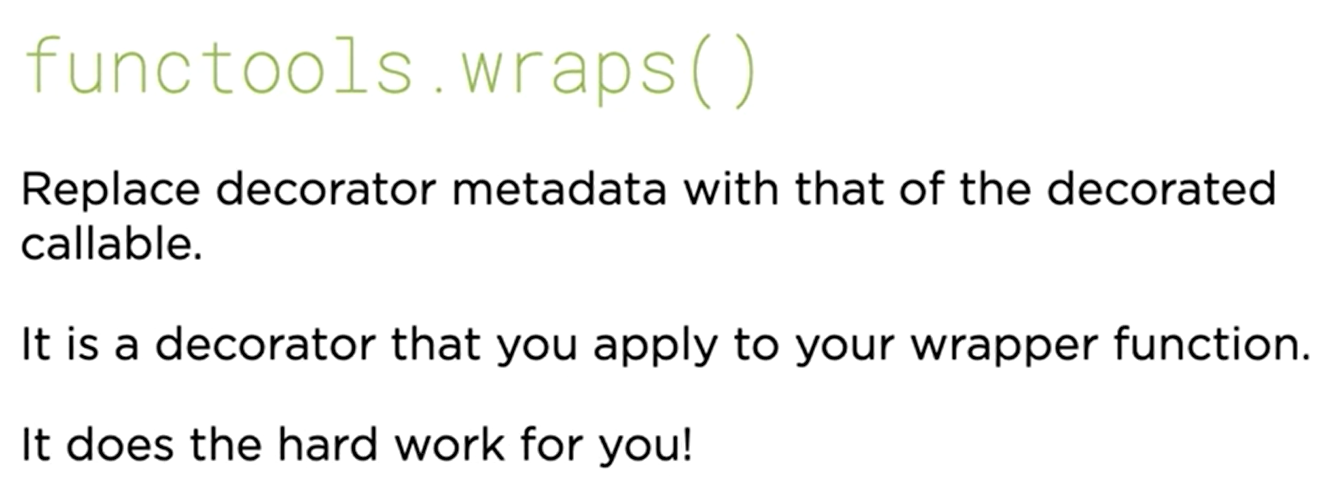 functools.wraps()
Replace decorator metadata with that of the decorated
callable.
It is a decorator that you apply to your wrapper function.
It does the hard work for you!